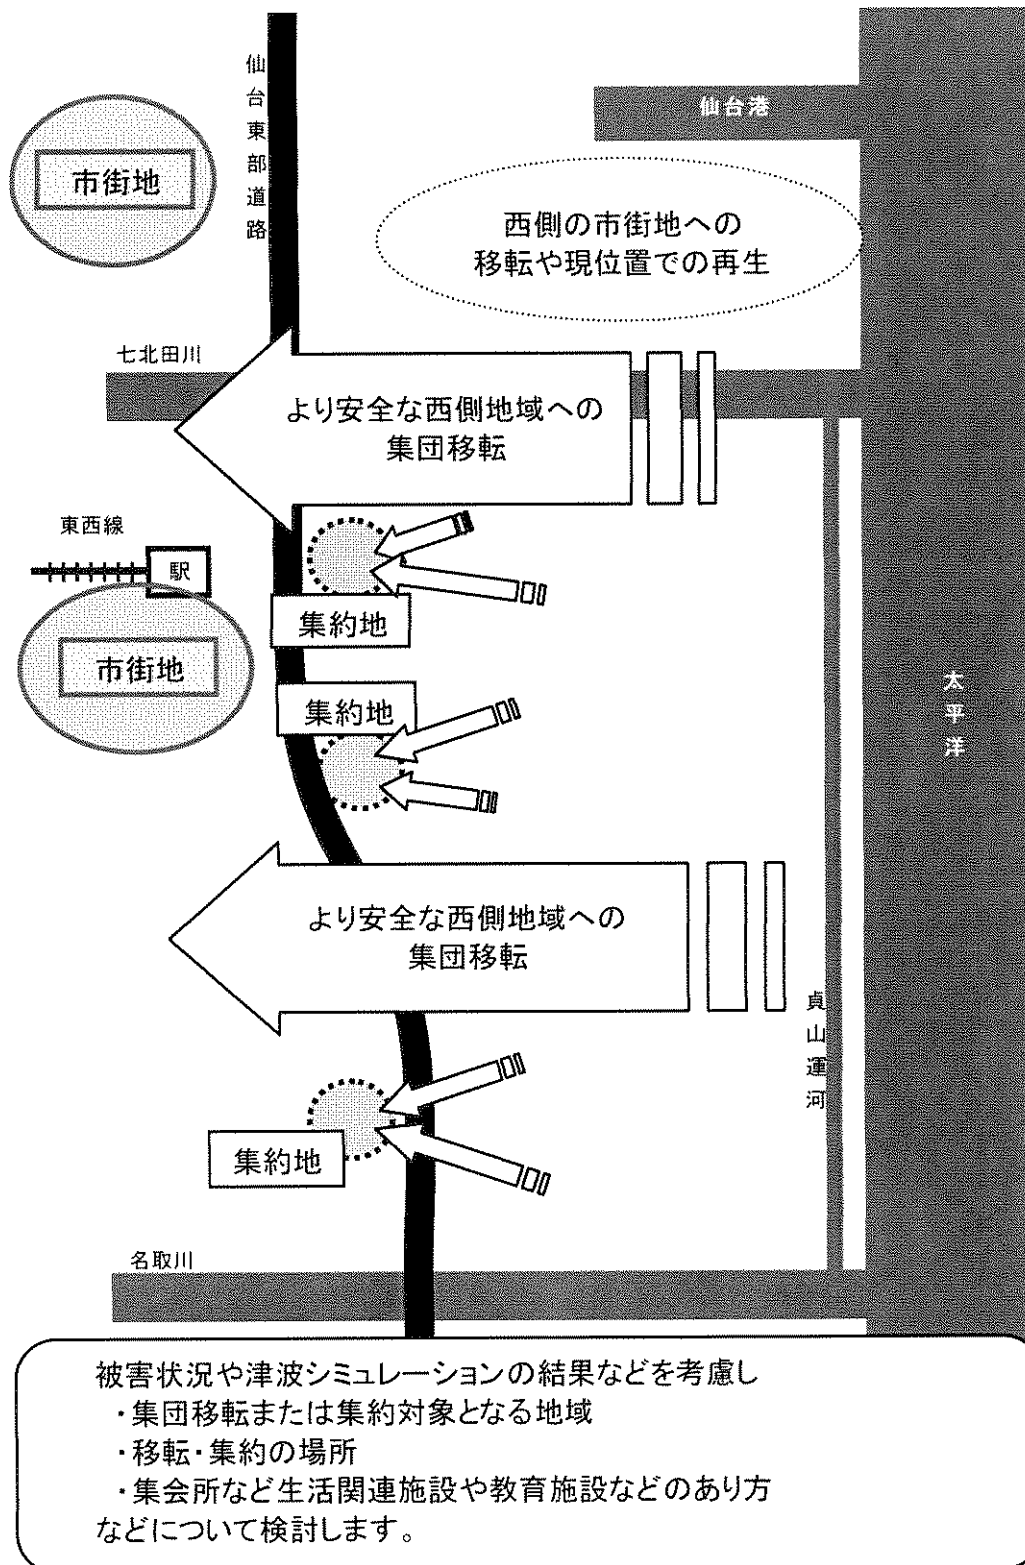 仙台東部道路
仙台港
市街地
西側の市街地への
移転や現位置での再生
七北田川
より安全な西側地域への
集団移転
東西線
駅
集約地
市街地
集約地
太平洋
より安全な西側地域への
集団移転
貞山運河
集約地
名取川
被害状況や津波シミュレーションの結果などを考慮し
・集団移転または集約対象となる地域
・移転・集約の場所
・集会所など生活関連施設や教育施設などのあり方
などについて検討します。